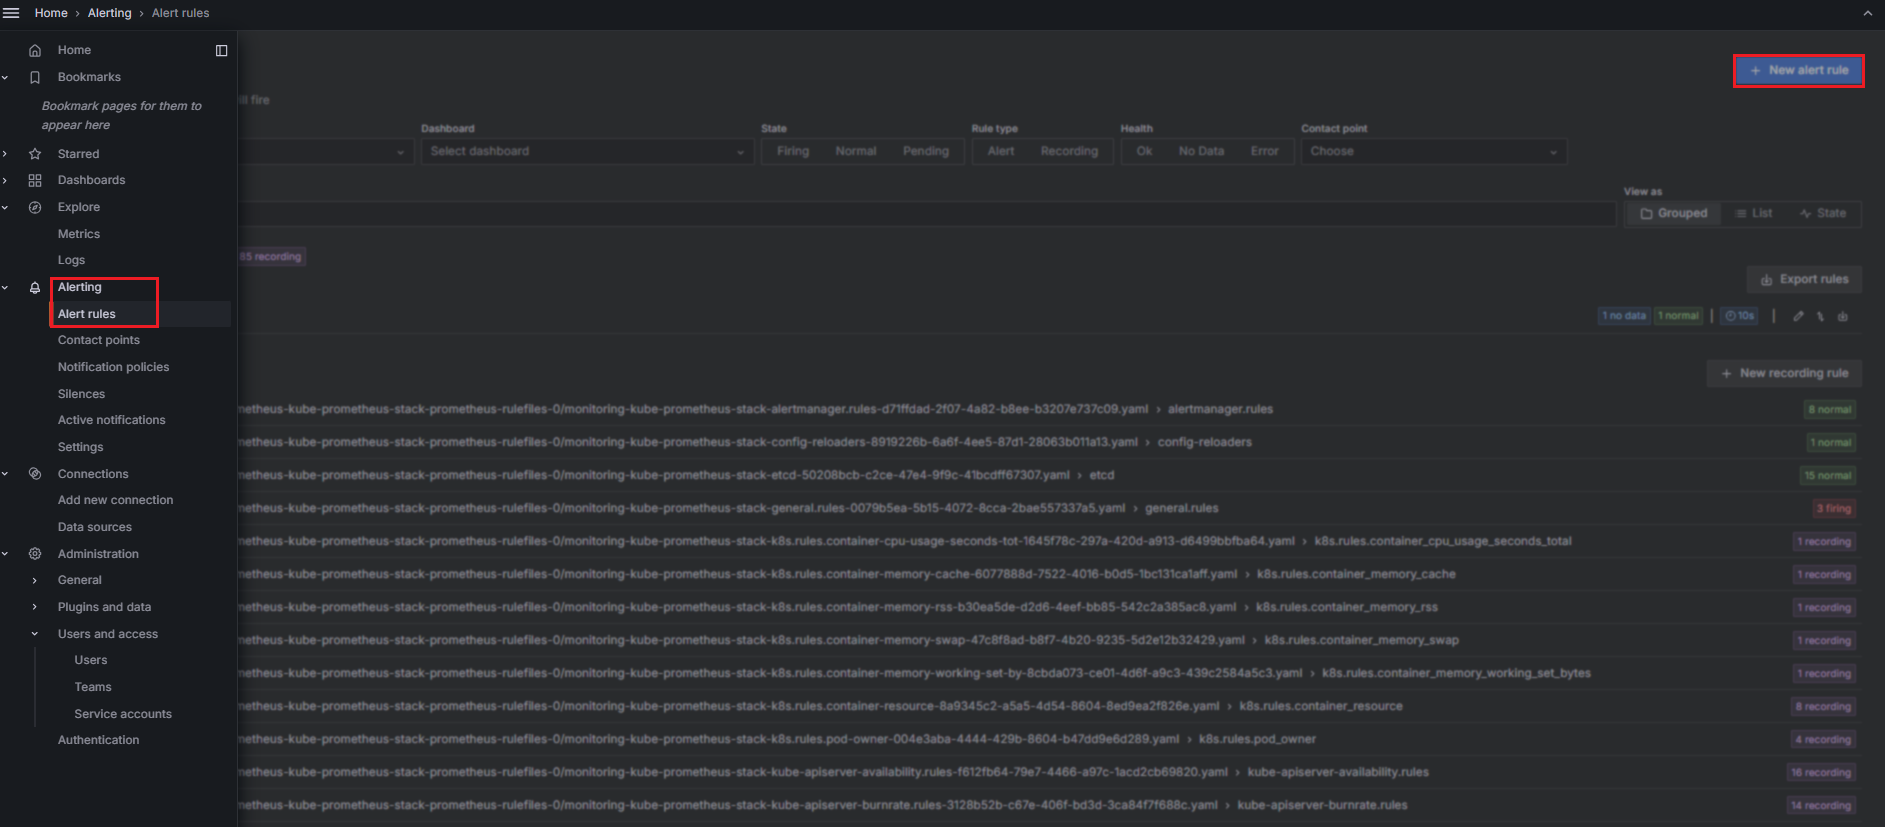 Home › Alerting › Alert rules
Home
Bookmarks
Bookmark pages for them to
appear here
Starred
Dashboards
Explore
Metrics
Logs
Alerting
Alert rules
Contact points
Notification policies
Silences
Active notifications
Settings
Connections
Add new connection
Data sources
Administration
General
Plugins and data
Users and access
Users
Teams
Service accounts
Authentication
+ New alert rule
ill fire
Dashboard State Rule type Health Contact point
Select dashboard Firing Normal Pending Alert Recording Ok No Data Error Choose
View as
Grouped List State
85 recording
Export rules
1 no data 1 normal | 10s |
+ New recording rule
metheus-kube-prometheus-stack-prometheus-rulefiles-0/monitoring-kube-prometheus-stack-alertmanager.rules-d71ffdad-2f07-4a82-b8ee-b3207e737c09.yaml › alertmanager.rules 8 normal
metheus-kube-prometheus-stack-prometheus-rulefiles-0/monitoring-kube-prometheus-stack-config-reloaders-8919226b-6a6f-4ee5-87d1-28063b011a13.yaml › config-reloaders 1 normal
metheus-kube-prometheus-stack-prometheus-rulefiles-0/monitoring-kube-prometheus-stack-etcd-50208bcb-c2ce-47e4-9f9c-41bcdff67307.yaml › etcd 15 normal
metheus-kube-prometheus-stack-prometheus-rulefiles-0/monitoring-kube-prometheus-stack-general.rules-0079b5ea-5b15-4072-8cca-2bae557337a5.yaml › general.rules 3 firing
metheus-kube-prometheus-stack-prometheus-rulefiles-0/monitoring-kube-prometheus-stack-k8s.rules.container-cpu-usage-seconds-tot-1645f78c-297a-420d-a913-d6499bbfba64.yaml › k8s.rules.container_cpu_usage_seconds_total 1 recording
metheus-kube-prometheus-stack-prometheus-rulefiles-0/monitoring-kube-prometheus-stack-k8s.rules.container-memory-cache-6077888d-7522-4016-b0d5-1bc131ca1aff.yaml › k8s.rules.container_memory_cache 1 recording
metheus-kube-prometheus-stack-prometheus-rulefiles-0/monitoring-kube-prometheus-stack-k8s.rules.container-memory-rss-b30ea5de-d2d6-4eef-bb85-542c2a385ac8.yaml › k8s.rules.container_memory_rss 1 recording
metheus-kube-prometheus-stack-prometheus-rulefiles-0/monitoring-kube-prometheus-stack-k8s.rules.container-memory-swap-47c8f8ad-b8f7-4b20-9235-5d2e12b32429.yaml › k8s.rules.container_memory_swap 1 recording
metheus-kube-prometheus-stack-prometheus-rulefiles-0/monitoring-kube-prometheus-stack-k8s.rules.container-memory-working-set-by-8cbda073-ce01-4d6f-a9c3-439c2584a5c3.yaml › k8s.rules.container_memory_working_set_bytes 1 recording
metheus-kube-prometheus-stack-prometheus-rulefiles-0/monitoring-kube-prometheus-stack-k8s.rules.container-resource-8a9345c2-a5a5-4d54-8604-8ed9ea2f826e.yaml › k8s.rules.container_resource 8 recording
metheus-kube-prometheus-stack-prometheus-rulefiles-0/monitoring-kube-prometheus-stack-k8s.rules.pod-owner-004e3aba-4444-429b-8604-b47dd9e6d289.yaml › k8s.rules.pod_owner 4 recording
metheus-kube-prometheus-stack-prometheus-rulefiles-0/monitoring-kube-prometheus-stack-kube-apiserver-availability.rules-f612fb64-79e7-4466-a97c-1acd2cb69820.yaml › kube-apiserver-availability.rules 16 recording
metheus-kube-prometheus-stack-prometheus-rulefiles-0/monitoring-kube-prometheus-stack-kube-apiserver-burnrate.rules-3128b52b-c67e-406f-bd3d-3ca84f7f688c.yaml › kube-apiserver-burnrate.rules 14 recording